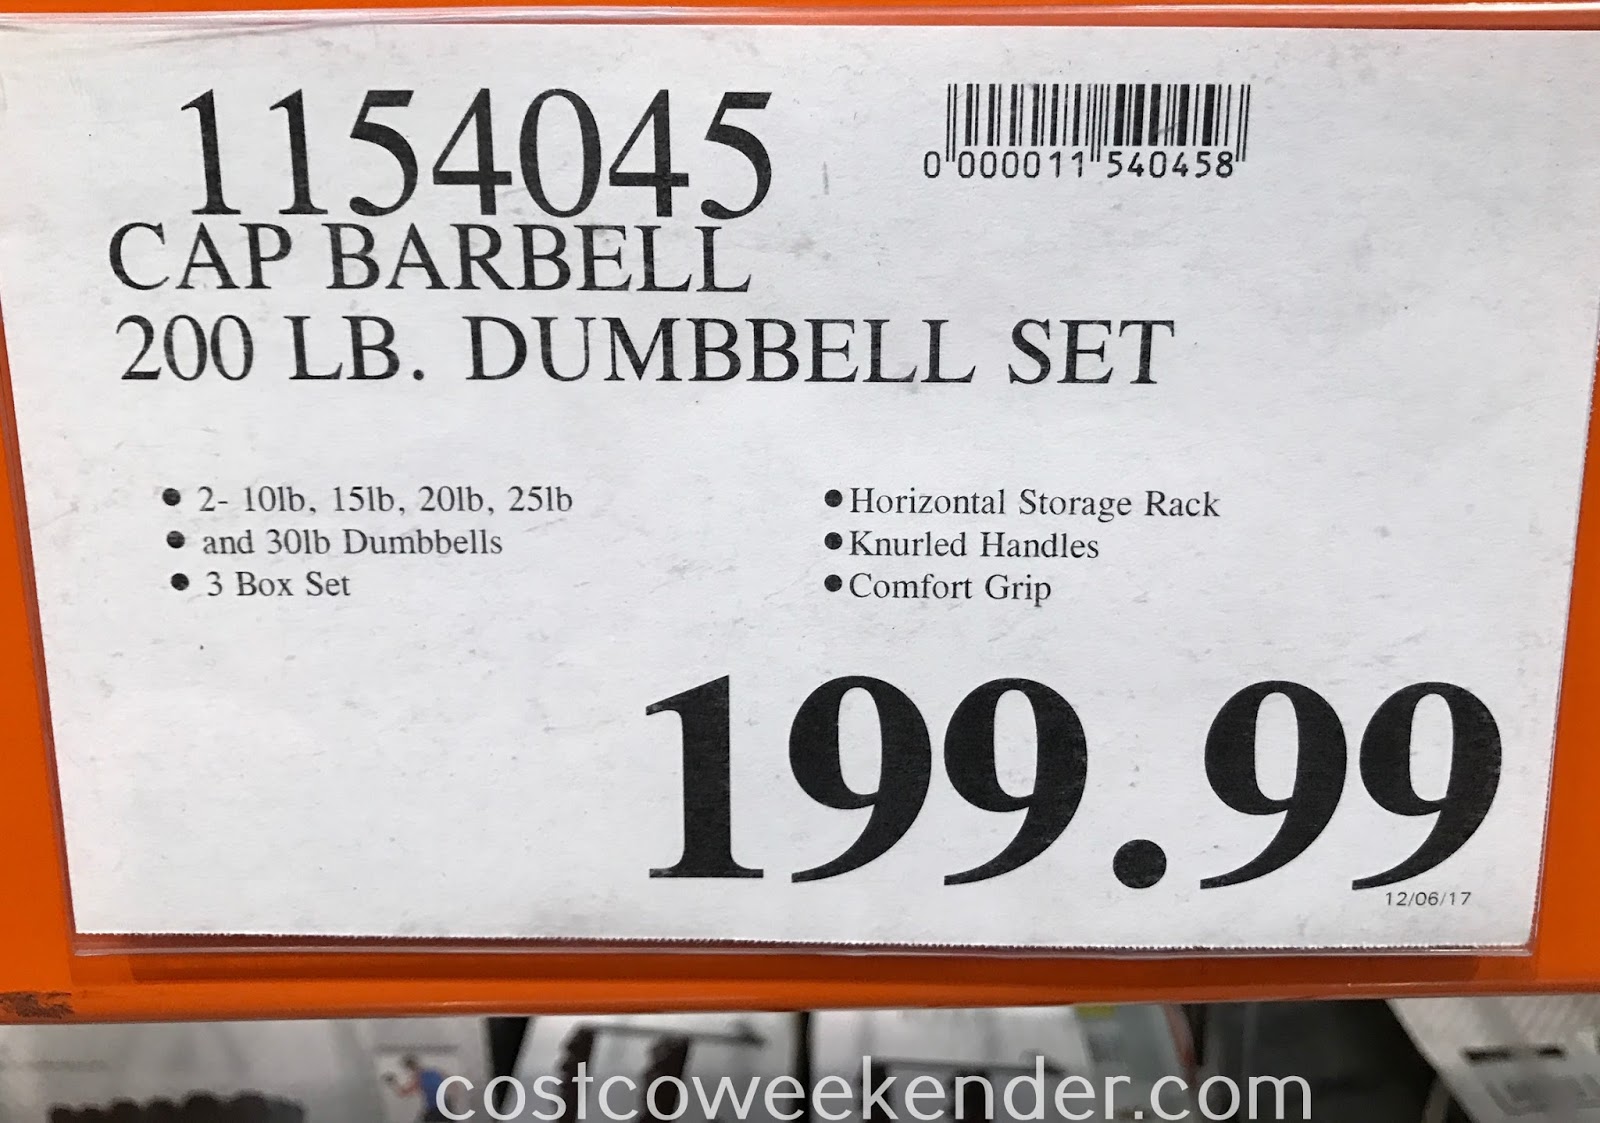 1154045
0 000011 540458
CAP BARBELL
200 LB. DUMBBELL SET
● 2- 10lb, 15lb, 20lb, 25lb
● and 30lb Dumbbells
● 3 Box Set
● Horizontal Storage Rack
● Knurled Handles
● Comfort Grip
199.99
12/06/17
costcoweekender.com